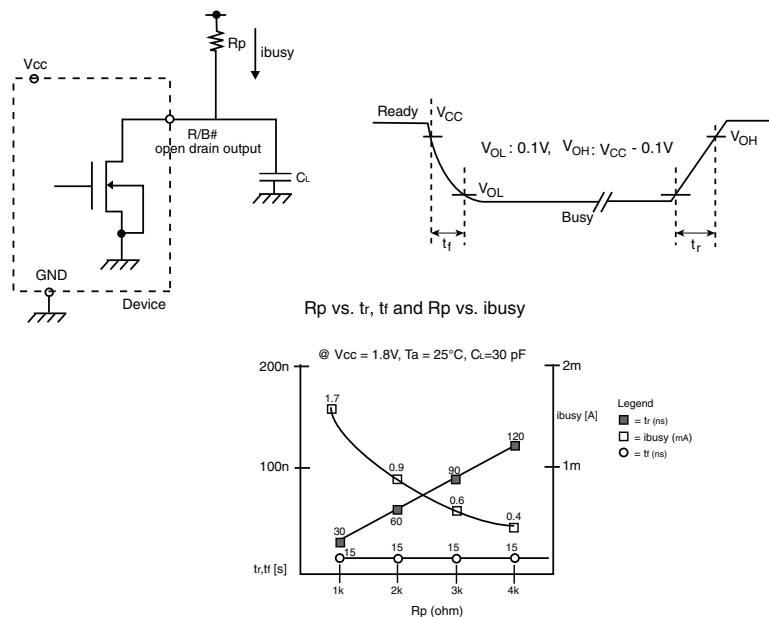 Rp
ibusy
Vcc
R/B#
open drain output
CL
GND
Device
Ready
VCC
VOL : 0.1V, VOH : VCC - 0.1V
VOH
VOL
Busy
tf
tr
Rp vs. tr, tf and Rp vs. ibusy
@ Vcc = 1.8V, Ta = 25°C, CL=30 pF
200n
2m
1.7
Legend
ibusy [A]
= tr (ns)
= ibusy (mA)
= tf (ns)
120
100n
0.9
90
1m
0.6
60
0.4
30
15
15
15
15
tr,tf [s]
1k
2k
3k
4k
Rp (ohm)